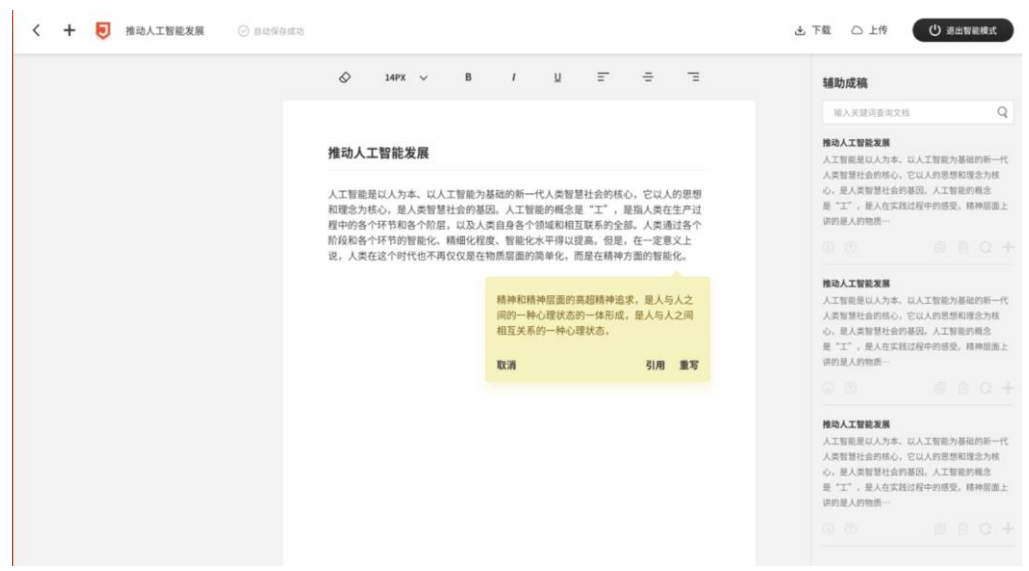 推动人工智能发展
自动保存成功
下载
上传
退出智能模式
14PX
B
I
U
推动人工智能发展
人工智能是以人为本、以人工智能为基础的新一代人类智慧社会的核心，它以人的思想
和理念为核心，是人类智慧社会的基因。人工智能的概念是“工”，是指人类在生产过
程中的各个环节和各个阶层，以及人类自身各个领域和相互联系的全部。人类通过各个
阶段和各个环节的智能化、精细化程度、智能化水平得以提高。但是，在一定意义上
说，人类在这个时代也不再仅仅是在物质层面的简单化，而是在精神方面的智能化。
精神和精神层面的高超精神追求，是人与人之
间的一种心理状态的一体形成，是人与人之间
相互关系的一种心理状态，
取消
引用
重写
辅助成稿
输入关键词查询文档
推动人工智能发展
人工智能是以人为本、以人工智能为基础的新一代
人类智慧社会的核心，它以人的思想和理念为核
心，是人类智慧社会的基因。人工智能的概念
是“工”，是人在实践过程中的感受。精神层面上
讲的是人的物质…
推动人工智能发展
人工智能是以人为本、以人工智能为基础的新一代
人类智慧社会的核心，它以人的思想和理念为核
心，是人类智慧社会的基因。人工智能的概念
是“工”，是人在实践过程中的感受。精神层面上
讲的是人的物质…
推动人工智能发展
人工智能是以人为本、以人工智能为基础的新一代
人类智慧社会的核心，它以人的思想和理念为核
心，是人类智慧社会的基因。人工智能的概念
是“工”，是人在实践过程中的感受。精神层面上
讲的是人的物质…